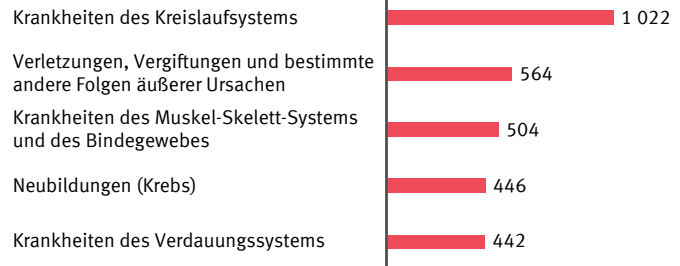 Krankheiten des Kreislaufsystems 1 022
Verletzungen, Vergiftungen und bestimmte
andere Folgen äußerer Ursachen 564
Krankheiten des Muskel-Skelett-Systems
und des Bindegewebes 504
Neubildungen (Krebs) 446
Krankheiten des Verdauungssystems 442